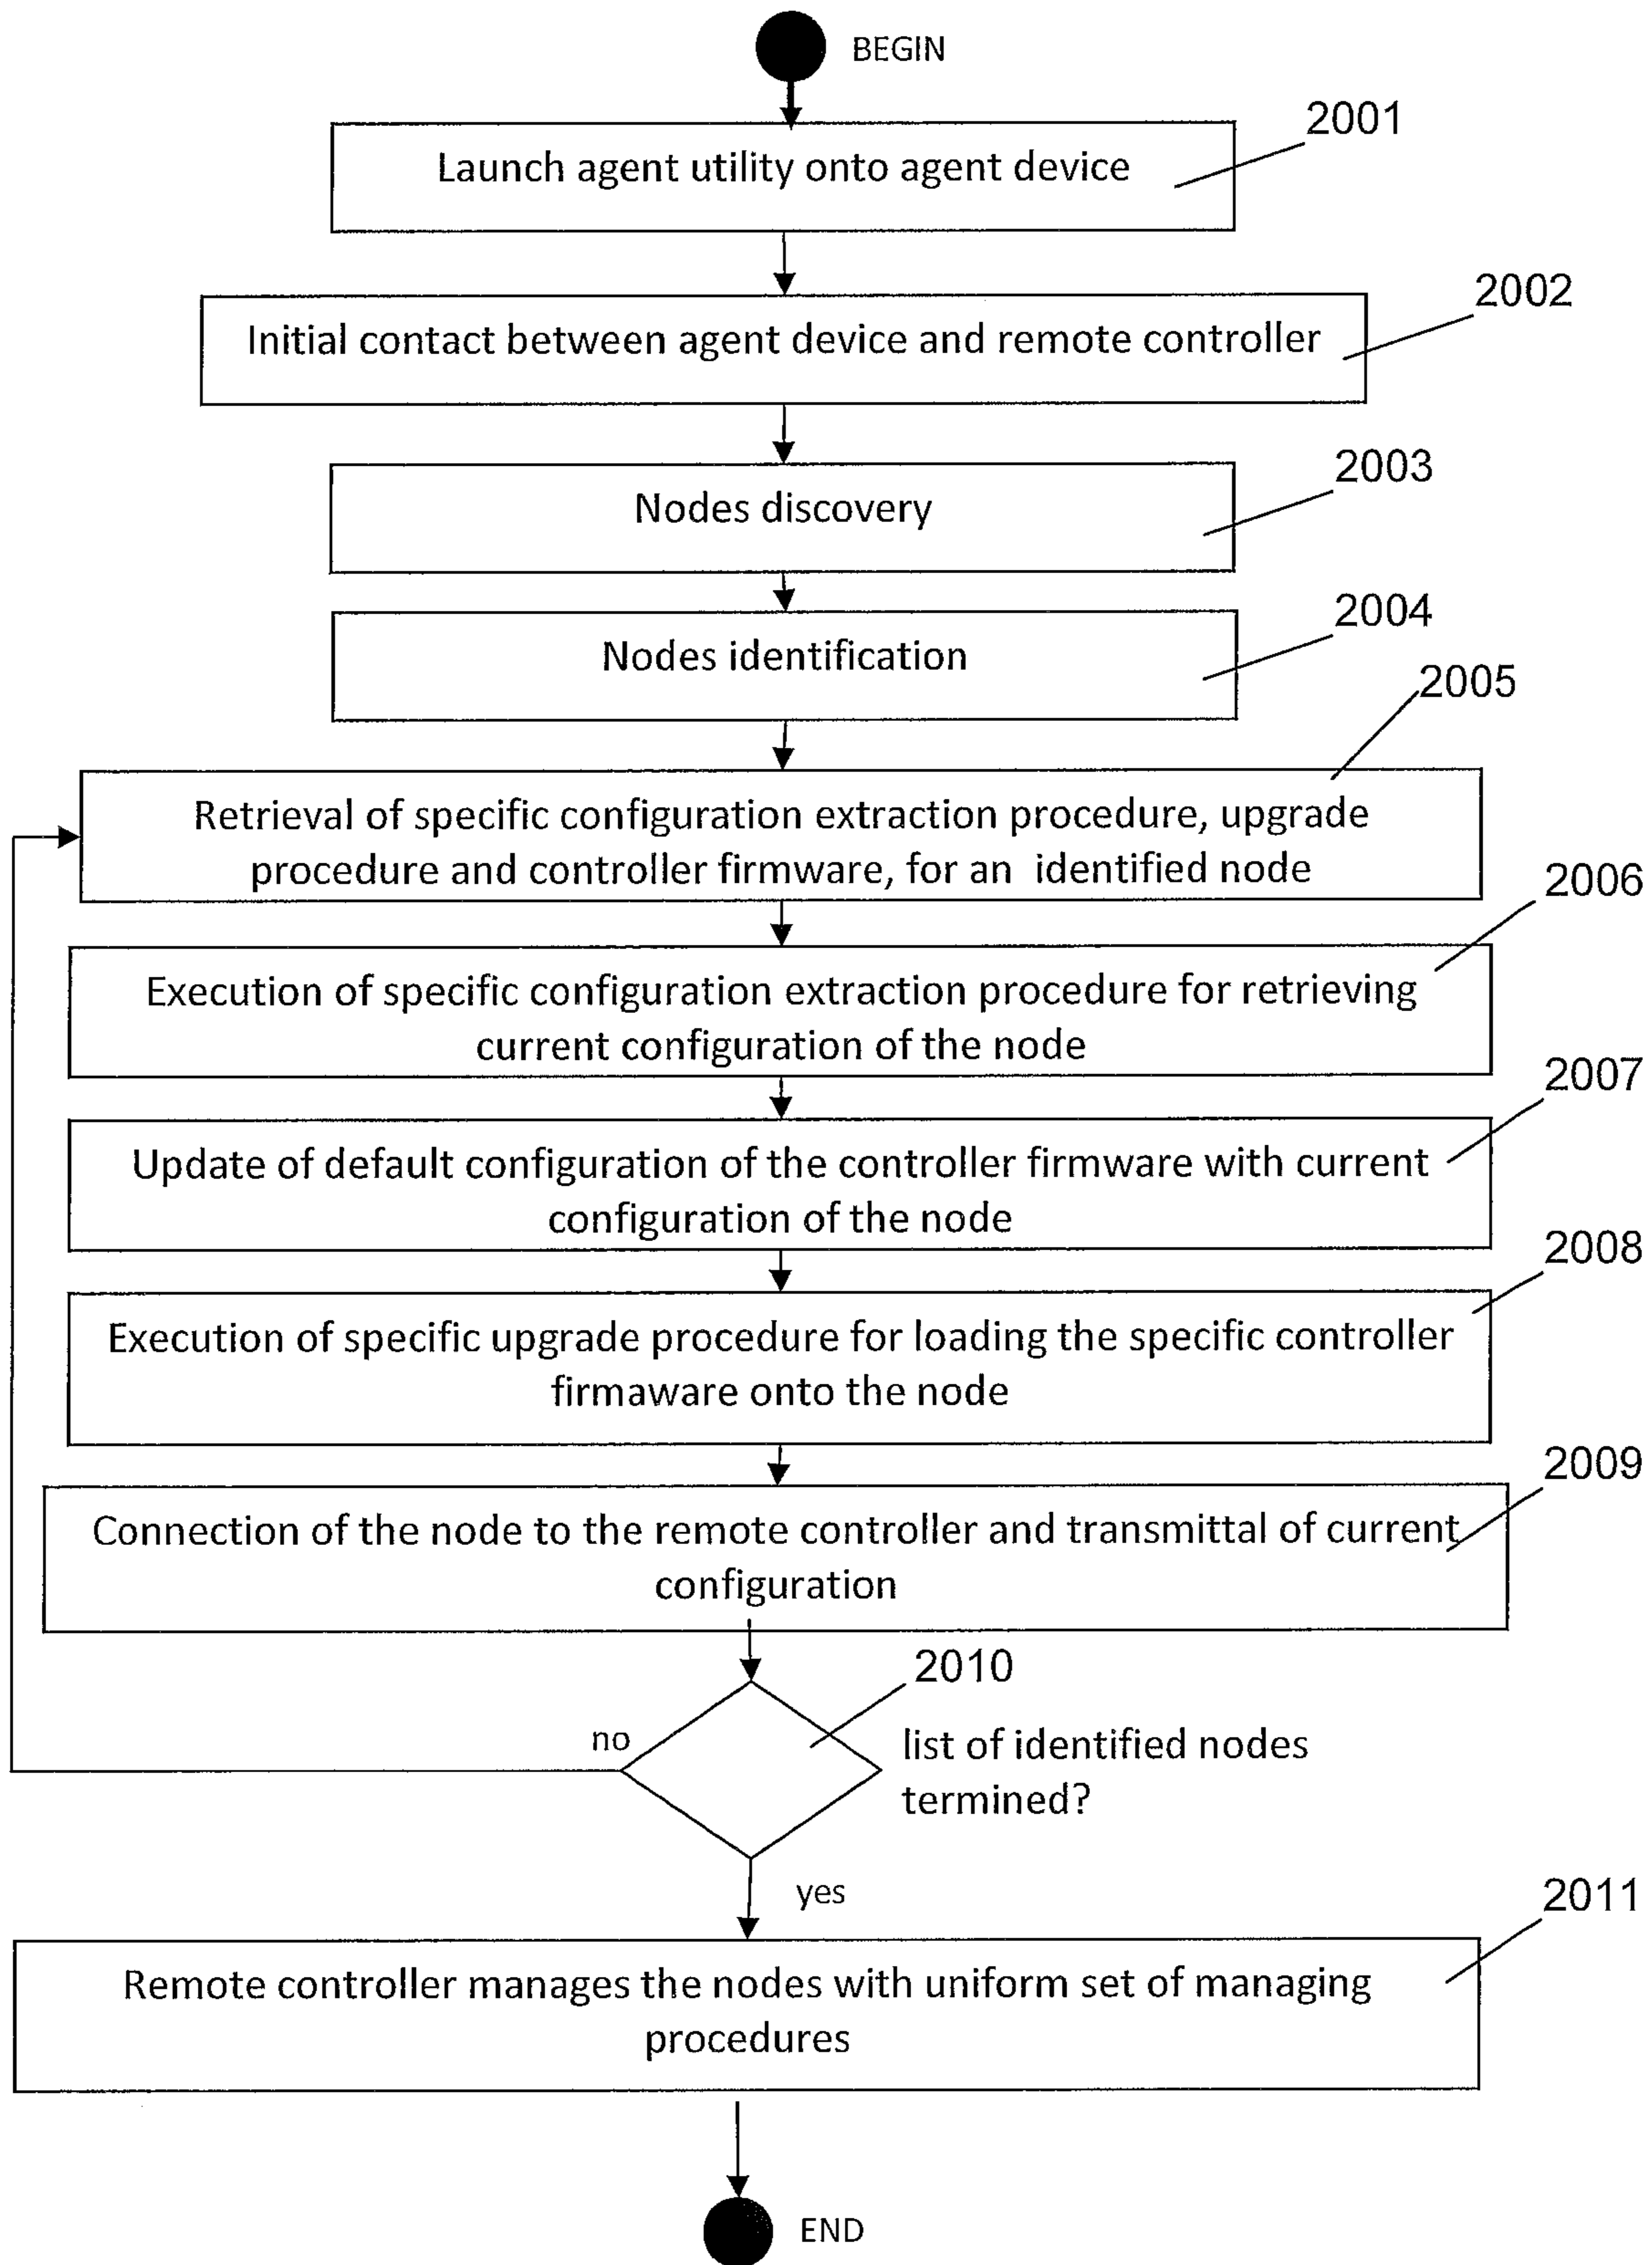 BEGIN
2001
Launch agent utility onto agent device
2002
Initial contact between agent device and remote controller
2003
Nodes discovery
2004
Nodes identification
2005
Retrieval of specific configuration extraction procedure, upgrade
procedure and controller firmware, for an identified node
2006
Execution of specific configuration extraction procedure for retrieving
current configuration of the node
2007
Update of default configuration of the controller firmware with current
configuration of the node
2008
Execution of specific upgrade procedure for loading the specific controller
firmaware onto the node
2009
Connection of the node to the remote controller and transmittal of current
configuration
2010
no
list of identified nodes
termined?
yes
2011
Remote controller manages the nodes with uniform set of managing
procedures
END